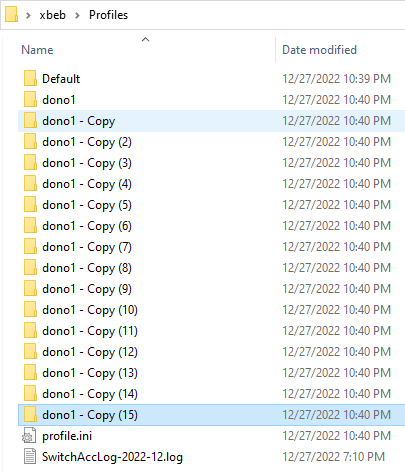 xbeb > Profiles
Name Date modified
Default 12/27/2022 10:39 PM
dono1 12/27/2022 10:40 PM
dono1 - Copy 12/27/2022 10:40 PM
dono1 - Copy (2) 12/27/2022 10:40 PM
dono1 - Copy (3) 12/27/2022 10:40 PM
dono1 - Copy (4) 12/27/2022 10:40 PM
dono1 - Copy (5) 12/27/2022 10:40 PM
dono1 - Copy (6) 12/27/2022 10:40 PM
dono1 - Copy (7) 12/27/2022 10:40 PM
dono1 - Copy (8) 12/27/2022 10:40 PM
dono1 - Copy (9) 12/27/2022 10:40 PM
dono1 - Copy (10) 12/27/2022 10:40 PM
dono1 - Copy (11) 12/27/2022 10:40 PM
dono1 - Copy (12) 12/27/2022 10:40 PM
dono1 - Copy (13) 12/27/2022 10:40 PM
dono1 - Copy (14) 12/27/2022 10:40 PM
dono1 - Copy (15) 12/27/2022 10:40 PM
profile.ini 12/27/2022 10:40 PM
SwitchAccLog-2022-12.log 12/27/2022 7:10 PM